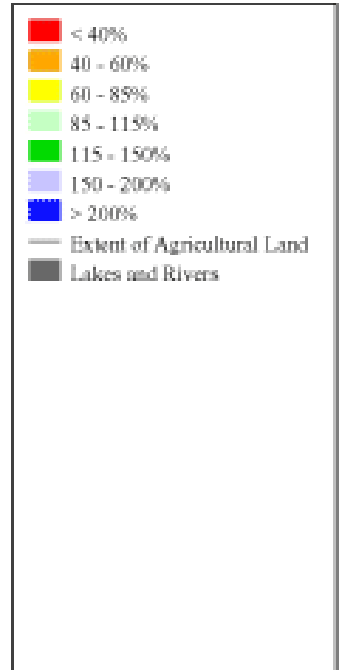 < 40%
40 - 60%
60 - 85%
85 - 115%
115 - 150%
150 - 200%
> 200%
Extent of Agricultural Land
Lakes and Rivers